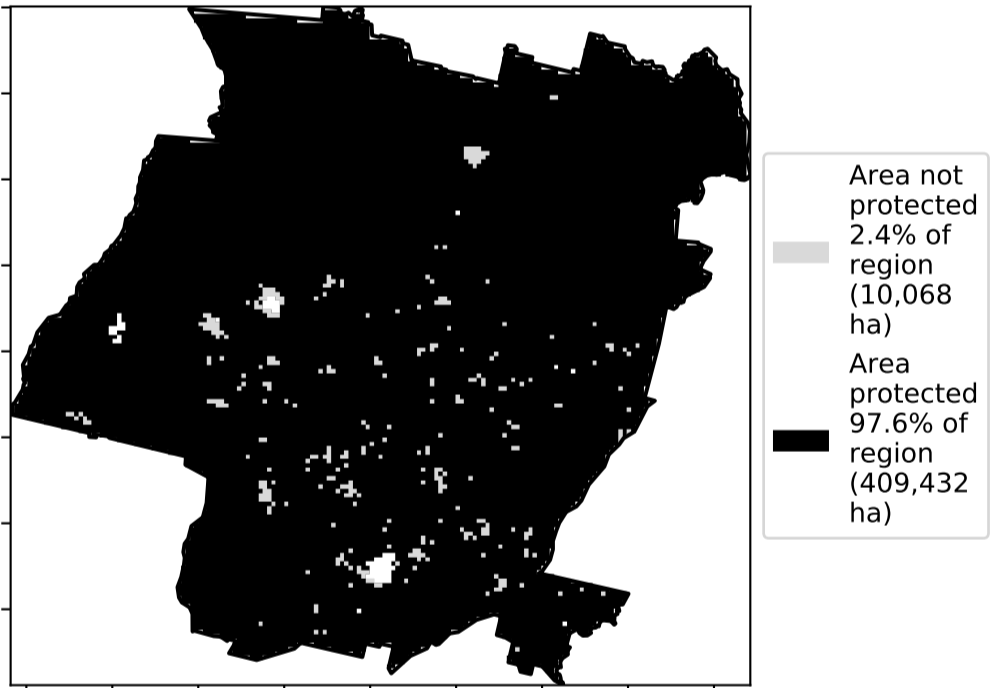 Area not
protected
2.4% of
region
(10,068
ha)
Area
protected
97.6% of
region
(409,432
ha)